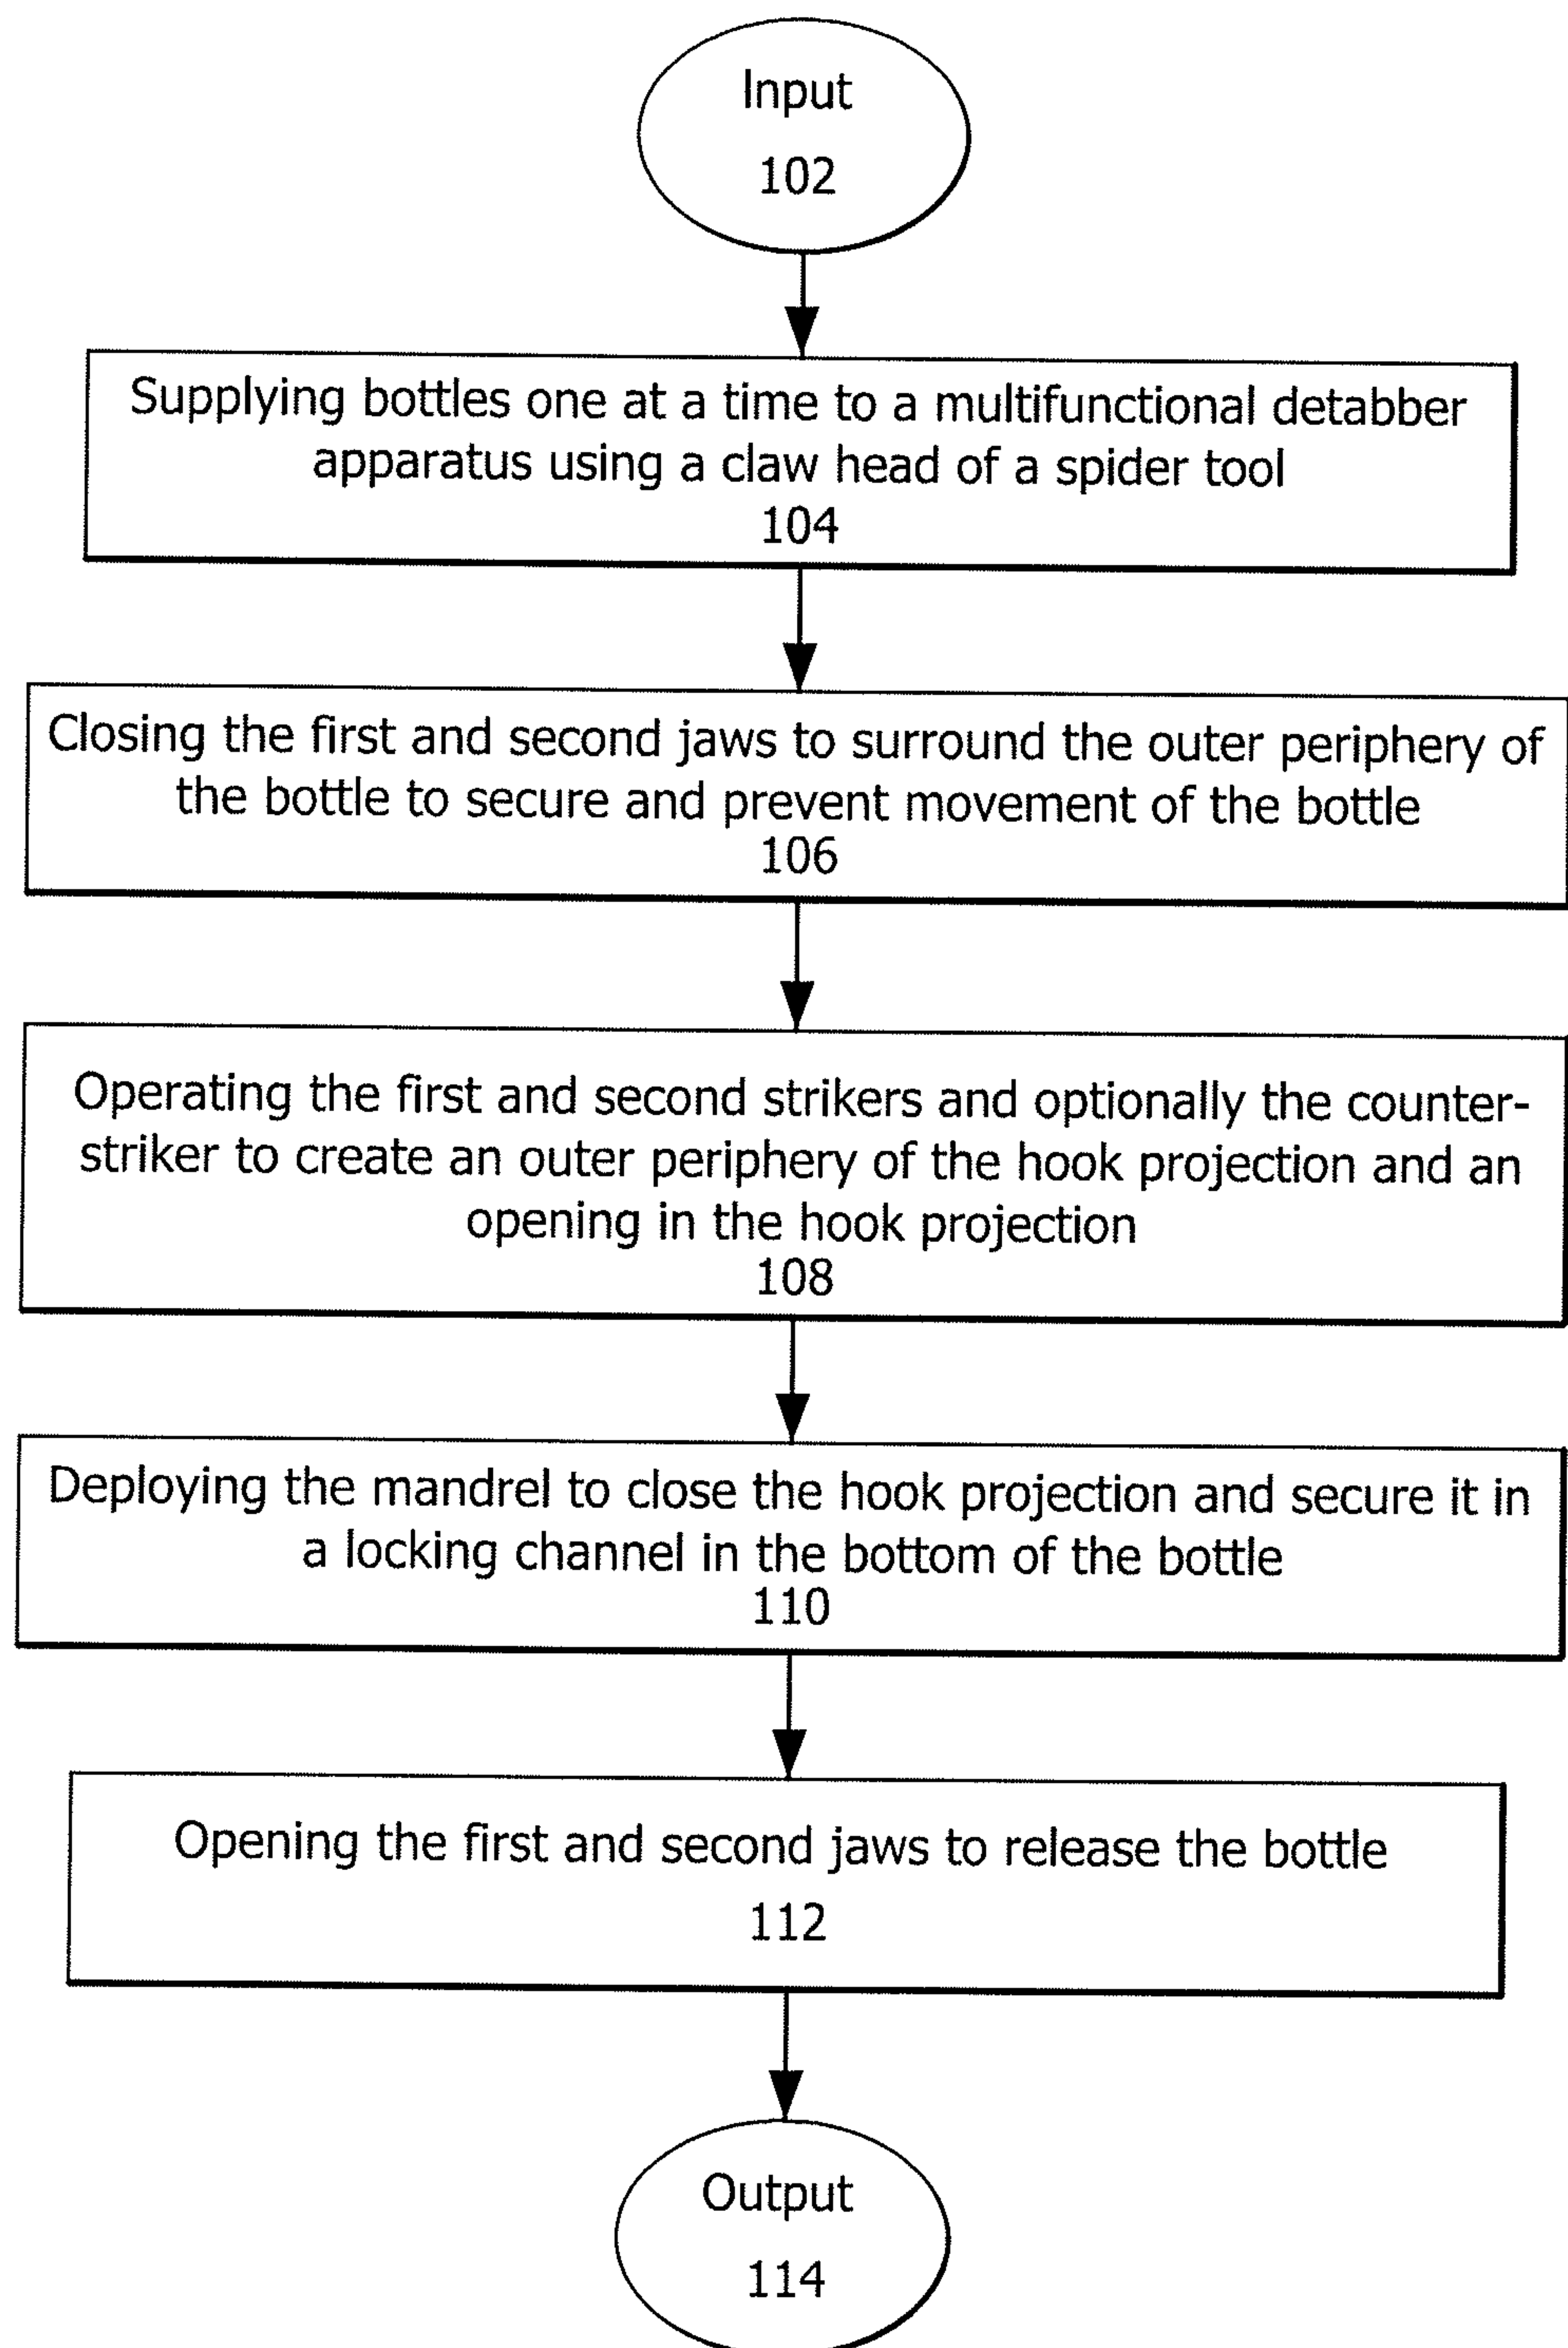 Input
102
Supplying bottles one at a time to a multifunctional detabber
apparatus using a claw head of a spider tool
104
Closing the first and second jaws to surround the outer periphery of
the bottle to secure and prevent movement of the bottle
106
Operating the first and second strikers and optionally the counter-
striker to create an outer periphery of the hook projection and an
opening in the hook projection
108
Deploying the mandrel to close the hook projection and secure it in
a locking channel in the bottom of the bottle
110
Opening the first and second jaws to release the bottle
112
Output
114